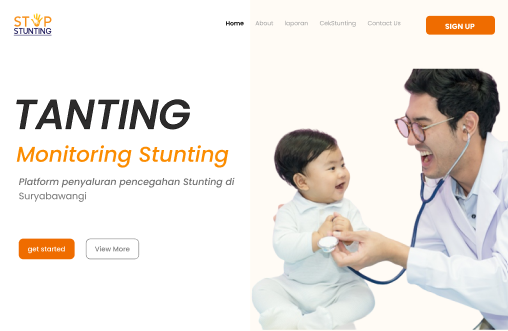 STOP
STUNTING
Home About laporan CekStunting Contact Us
SIGN UP
TANTING
Monitoring Stunting
Platform penyaluran pencegahan Stunting di
Suryabawangi
get started View More